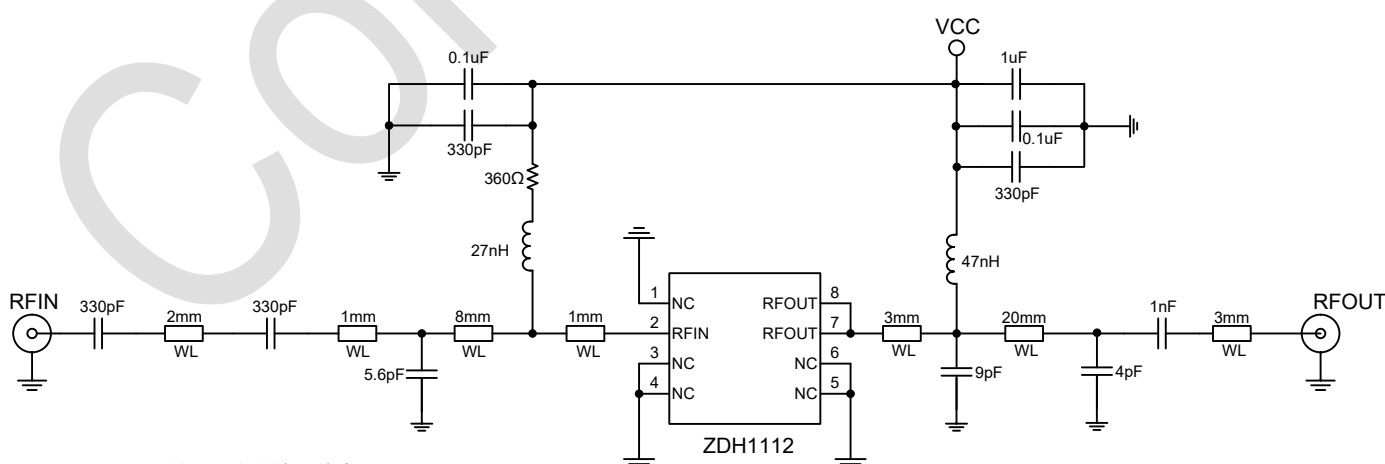 VCC
0.1uF
1uF
330pF
0.1uF
360Ω
330pF
27nH
47nH
RFIN
330pF
2mm
WL
330pF
1mm
WL
5.6pF
8mm
WL
1mm
WL
1
2
3
4
NC
RFIN
NC
NC
RFOUT
RFOUT
NC
NC
8
7
6
5
ZDH1112
3mm
WL
9pF
20mm
WL
4pF
1nF
3mm
WL
RFOUT